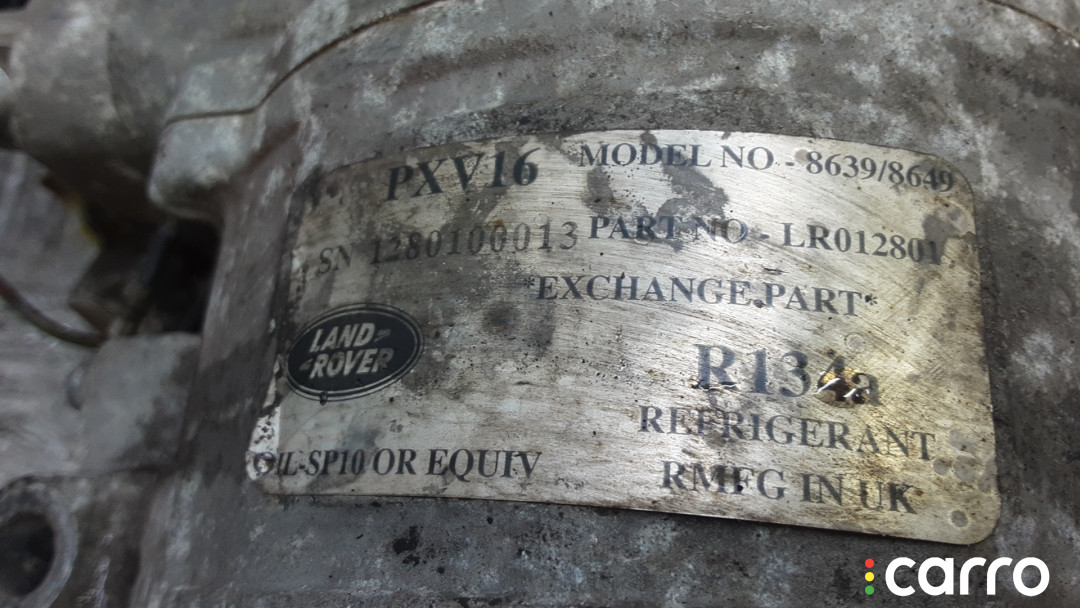 PXV16 MODEL NO - 8639/8649
SN 1280100013 PART NO - LR012801
*EXCHANGE PART*
LAND
ROVER
R134a
REFRIGERANT
OIL-SP10 OR EQUIV
RMFG IN UK
carro